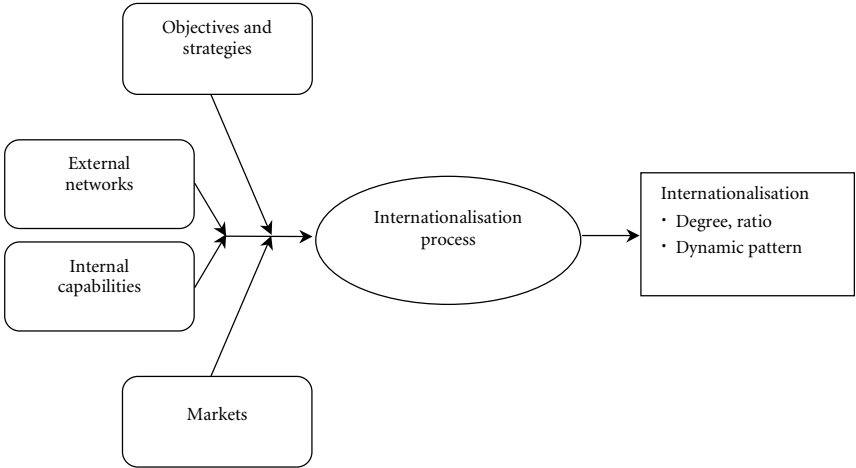 Objectives and
strategies
External
networks
Internal
capabilities
Markets
Internationalisation
process
Internationalisation
· Degree, ratio
· Dynamic pattern